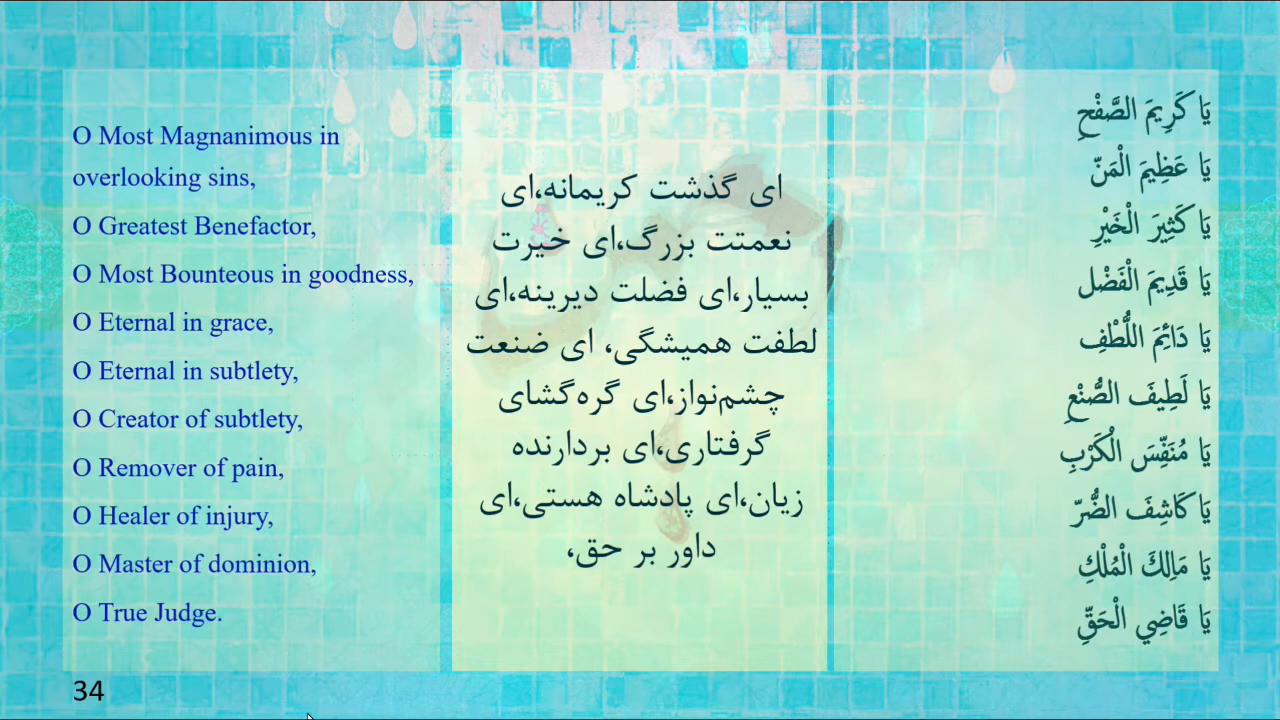 O Most Magnanimous in
overlooking sins,
O Greatest Benefactor,
O Most Bounteous in goodness,
O Eternal in grace,
O Eternal in subtlety,
O Creator of subtlety,
O Remover of pain,
O Healer of injury,
O Master of dominion,
O True Judge.
ای گذشت کریمانه،ای
نعمتت بزرگ،ای خیرت
بسیار،ای فضلت دیرینه،ای
لطفت همیشگی، ای ضنعت
چشم‌نواز،ای گره‌گشای
گرفتاری،ای بردارنده
زیان،ای پادشاه هستی،ای
داور بر حق،
يَا كَرِيمَ الصَّفْحِ
يَا عَظِيمَ الْمَنّ
يَا كَثِيرَ الْخَيْرِ
يَا قَدِيمَ الْفَضْل
يَا دَائِمَ اللُّطْفِ
يَا لَطِيفَ الصُّنْعِ
يَا مُنَفِّسَ الْكَرْبِ
يَا كَاشِفَ الضُّرّ
يَا مَالِكَ الْمُلْكِ
يَا قَاضِي الْحَقِّ
34